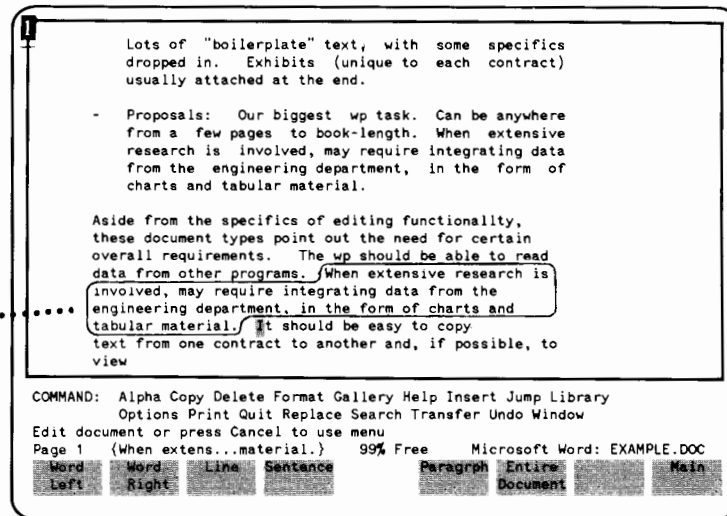 1
Lots of "boilerplate" text, with some specifics
dropped in. Exhibits (unique to each contract)
usually attached at the end.
- Proposals: Our biggest wp task. Can be anywhere
from a few pages to book-length. When extensive
research is involved, may require integrating data
from the engineering department, in the form of
charts and tabular material.
Aside from the specifics of editing functionality,
these document types point out the need for certain
overall requirements. The wp should be able to read
data from other programs. When extensive research is
involved, may require integrating data from the
engineering department, in the form of charts and
tabular material. It should be easy to copy
text from one contract to another and, if possible, to
view
COMMAND: Alpha Copy Delete Format Gallery Help Insert Jump Library
Options Print Quit Replace Search Transfer Undo Window
Edit document or press Cancel to use menu
Page 1 {When extens...material.} 99% Free Microsoft Word: EXAMPLE.DOC
Word Word Line Sentence Paragrph Entire Main
Left Right Document